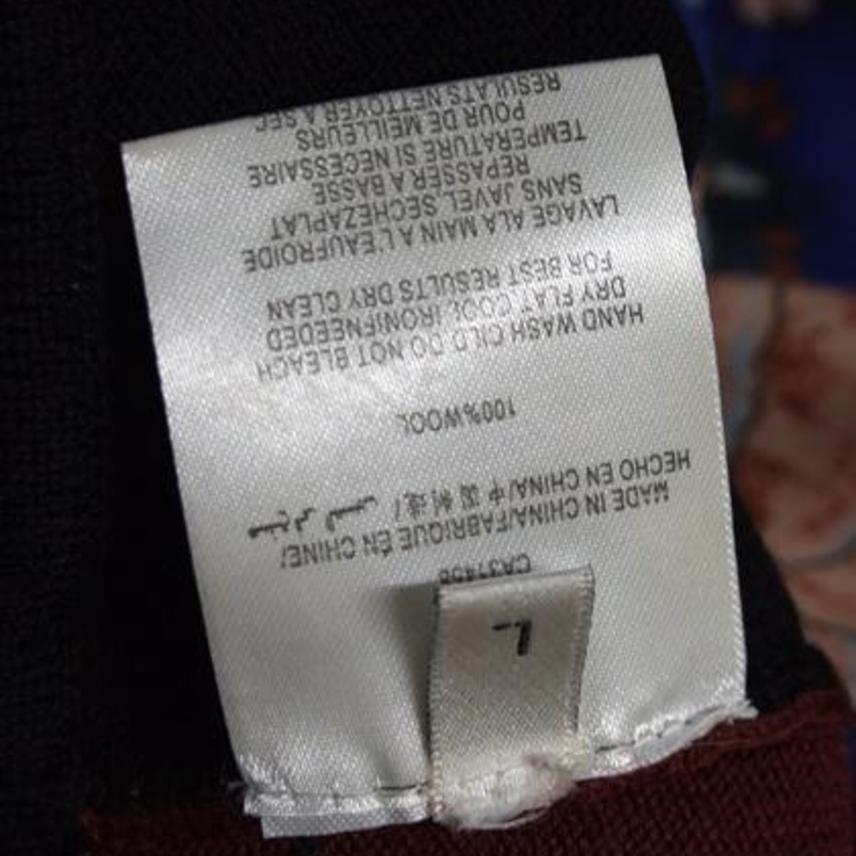 L
CA37456
MADE IN CHINA/FABRIQUE EN CHINE/
HECHO EN CHINA/中国制造/
100%WOOL
HAND WASH CILD DO NOT BLEACH
DRY FLAT COOL IRONIFNEEDED
FOR BEST RESULTS DRY CLEAN
LAVAGE ALA MAIN A L'EAUFROIDE
SANS JAVEL SECHEZAPLAT
REPASSER A BASSE
TEMPERATURE SI NECESSAIRE
POUR DE MEILLEURS
RESULATS NETTOYER A SEC